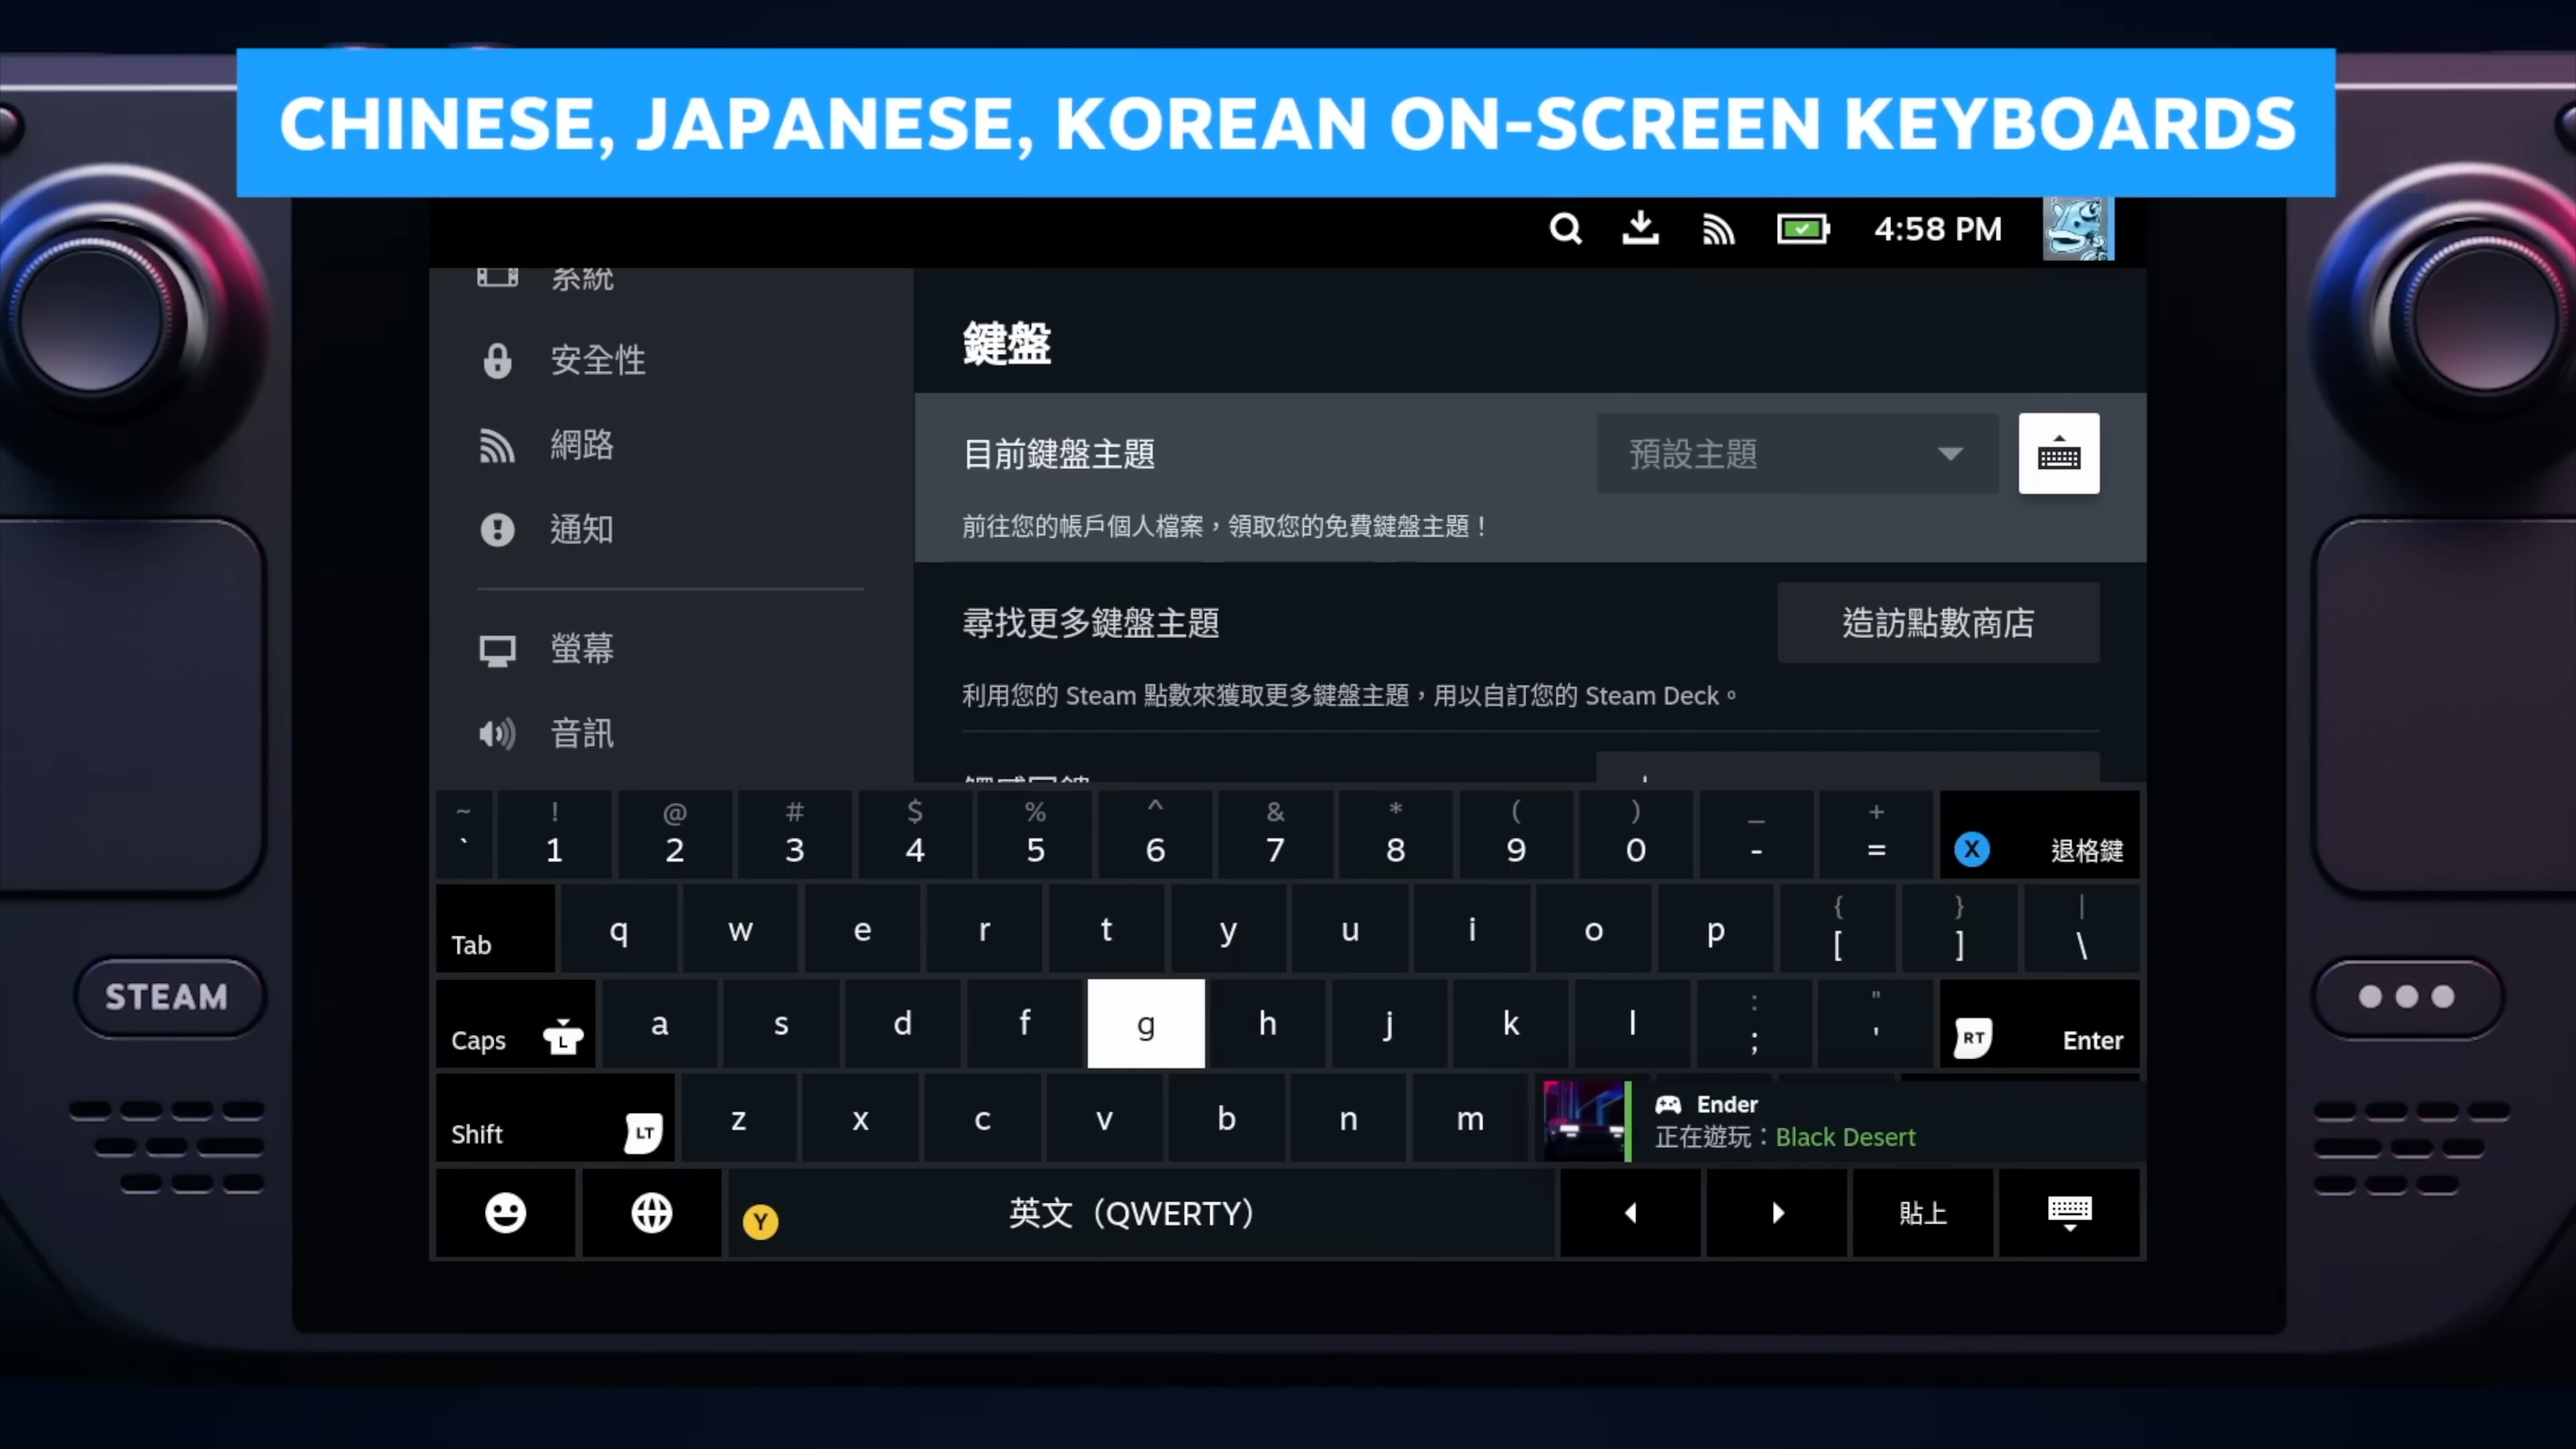 CHINESE, JAPANESE, KOREAN ON-SCREEN KEYBOARDS
4:58 PM
系統
安全性
網路
通知
螢幕
音訊
鍵盤
目前鍵盤主題
預設主題
前往您的帳戶個人檔案，領取您的免費鍵盤主題！
尋找更多鍵盤主題
造訪點數商店
利用您的 Steam 點數來獲取更多鍵盤主題，用以自訂您的 Steam Deck。
~ ! @ # $ % ^ & * ( ) _ +
` 1 2 3 4 5 6 7 8 9 0 - = X 退格鍵
{ } |
Tab q w e r t y u i o p [ ] \
: "
Caps L a s d f g h j k l ; ' RT Enter
Shift LT z x c v b n m
Ender
正在遊玩：Black Desert
Y 英文（QWERTY） 貼上
STEAM